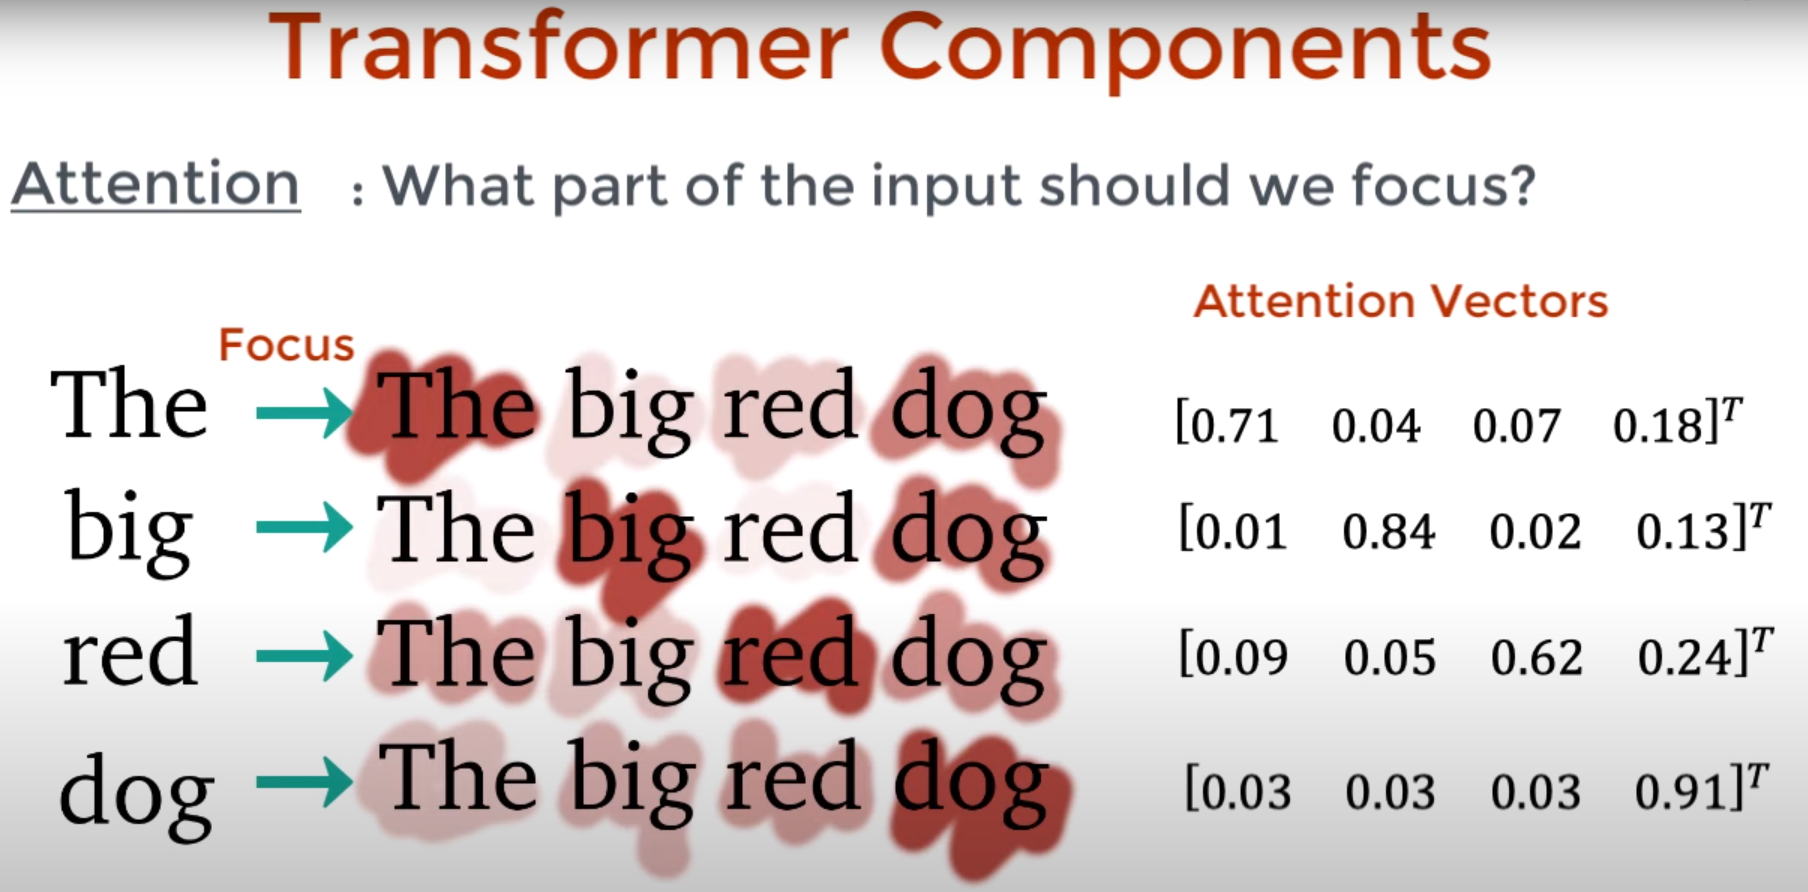 Transformer Components
Attention : What part of the input should we focus?
Attention Vectors
Focus
The → The big red dog [0.71 0.04 0.07 0.18]ᵀ
big → The big red dog [0.01 0.84 0.02 0.13]ᵀ
red → The big red dog [0.09 0.05 0.62 0.24]ᵀ
dog → The big red dog [0.03 0.03 0.03 0.91]ᵀ